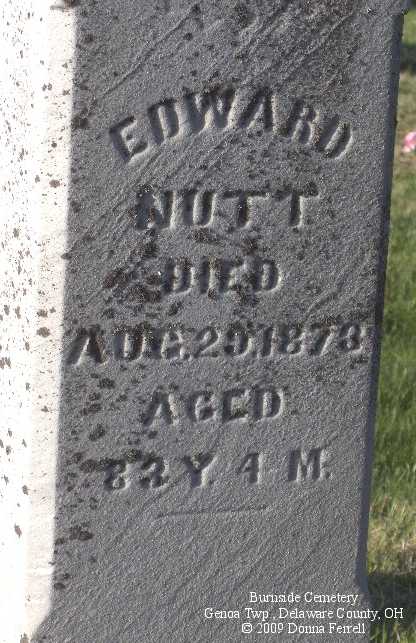 EDWARD
NUTT
DIED
AUG. 29. 1873
AGED
83 Y. 4 M.
Burnside Cemetery
Genoa Twp., Delaware County, OH
© 2009 Donna Ferrell